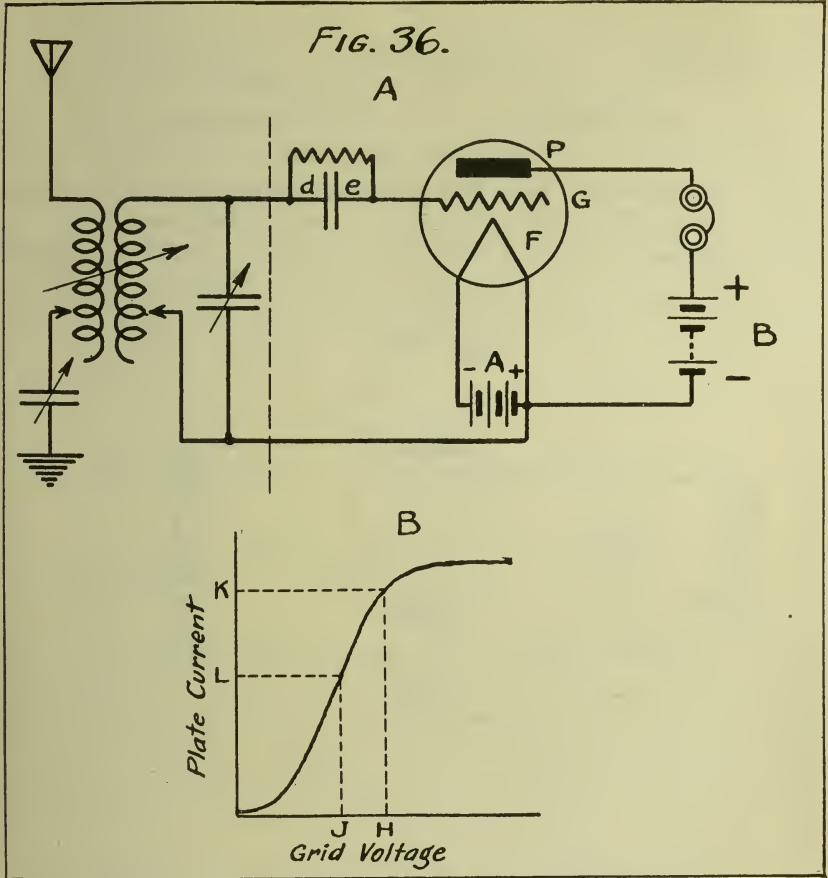 FIG. 36.
A
P
d e
G
F
+
B
- A +
-
B
K
L
Plate Current
J H
Grid Voltage